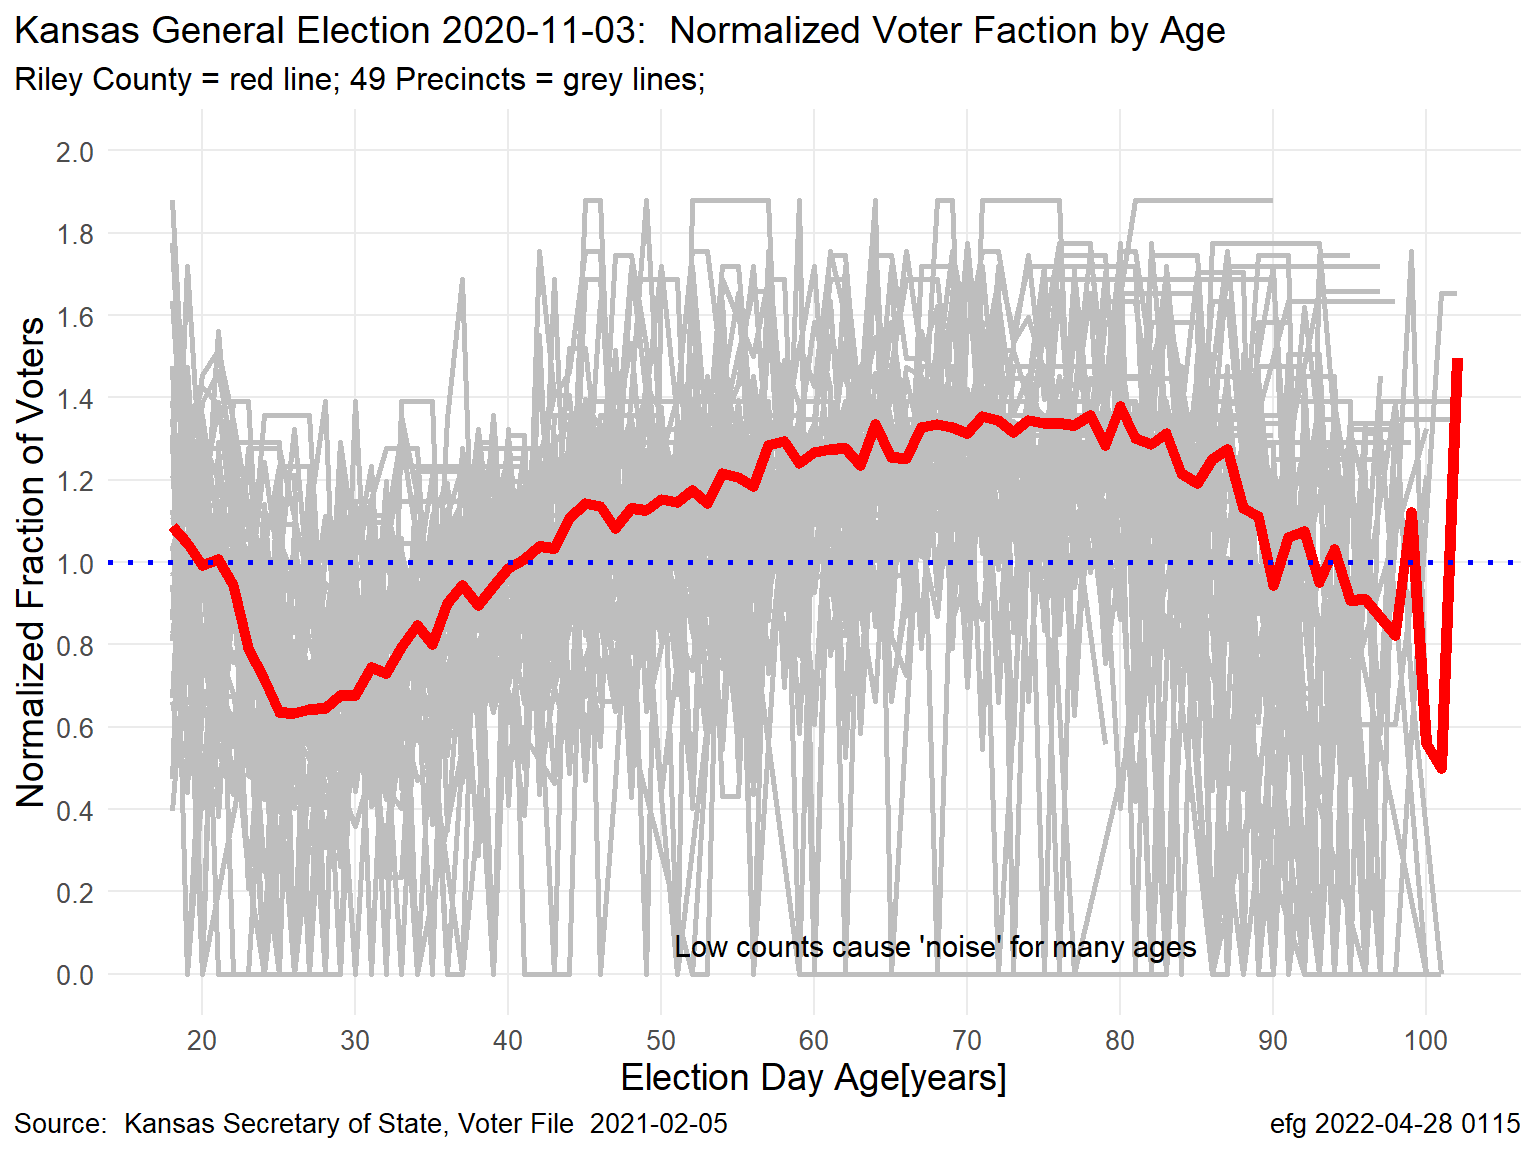 Kansas General Election 2020-11-03:  Normalized Voter Faction by Age
Riley County = red line; 49 Precincts = grey lines;
Normalized Fraction of Voters
2.0
1.8
1.6
1.4
1.2
1.0
0.8
0.6
0.4
0.2
0.0
Low counts cause 'noise' for many ages
20 30 40 50 60 70 80 90 100
Election Day Age[years]
Source:  Kansas Secretary of State, Voter File  2021-02-05
efg 2022-04-28 0115